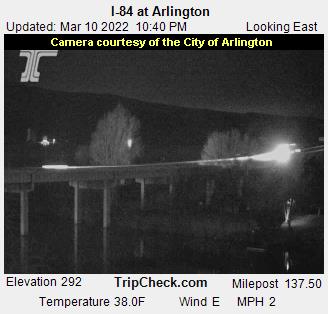 I-84 at Arlington
Updated: Mar 10 2022 10:40 PM Looking East
Camera courtesy of the City of Arlington
Elevation 292 TripCheck.com Milepost 137.50
Temperature 38.0F Wind E MPH 2